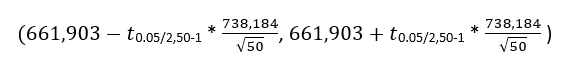 (661,903 − t0.05/2,50-1 * 738,184/√50, 661,903 + t0.05/2,50-1 * 738,184/√50 )